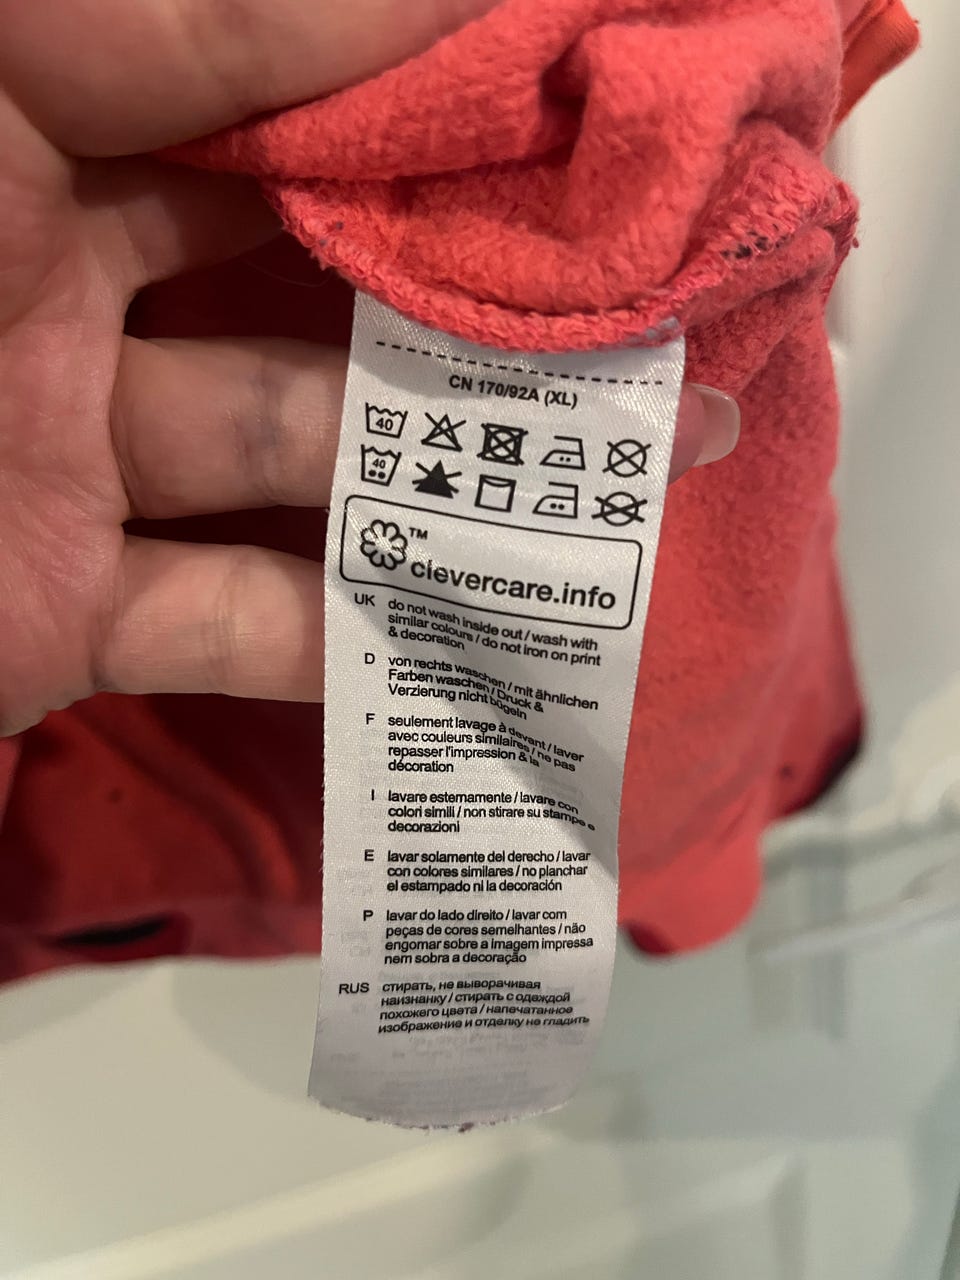 CN 170/92A (XL)
40
40
™
clevercare.info
UK do not wash inside out / wash with
similar colours / do not iron on print
& decoration
D von rechts waschen / mit ähnlichen
Farben waschen / Druck &
Verzierung nicht bügeln
F seulement lavage à devant / laver
avec couleurs similaires / ne pas
repasser l'impression & la
décoration
I lavare esternamente / lavare con
colori simili / non stirare su stampe e
decorazioni
E lavar solamente del derecho / lavar
con colores similares / no planchar
el estampado ni la decoración
P lavar do lado direito / lavar com
peças de cores semelhantes / não
engomar sobre a imagem impressa
nem sobra a decoração
RUS стирать, не выворачивая
наизнанку / стирать с одеждой
похожего цвета / напечатанное
изображение и отделку не гладить